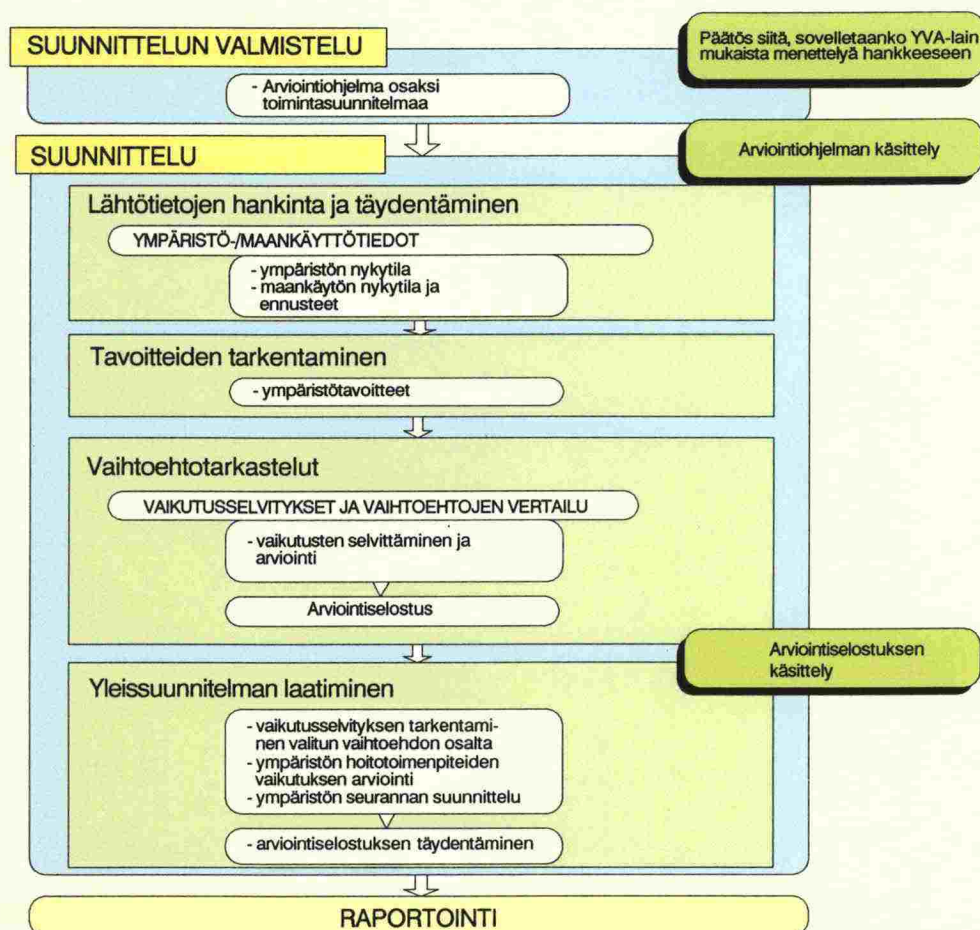 SUUNNITTELUN VALMISTELU
Päätös siitä, sovelletaanko YVA-lain
mukaista menettelyä hankkeeseen
- Arviointiohjelma osaksi
toimintasuunnitelmaa
SUUNNITTELU
Arviointiohjelman käsittely
Lähtötietojen hankinta ja täydentäminen
YMPÄRISTÖ-/MAANKÄYTTÖTIEDOT
- ympäristön nykytila
- maankäytön nykytila ja
ennusteet
Tavoitteiden tarkentaminen
- ympäristötavoitteet
Vaihtoehtotarkastelut
VAIKUTUSSELVITYKSET JA VAIHTOEHTOJEN VERTAILU
- vaikutusten selvittäminen ja
arviointi
Arviointiselostus
Arviointiselostuksen
käsittely
Yleissuunnitelman laatiminen
- vaikutusselvityksen tarkentami-
nen valitun vaihtoehdon osalta
- ympäristön hoitotoimenpiteiden
vaikutuksen arviointi
- ympäristön seurannan suunnittelu
- arviointiselostuksen täydentäminen
RAPORTOINTI